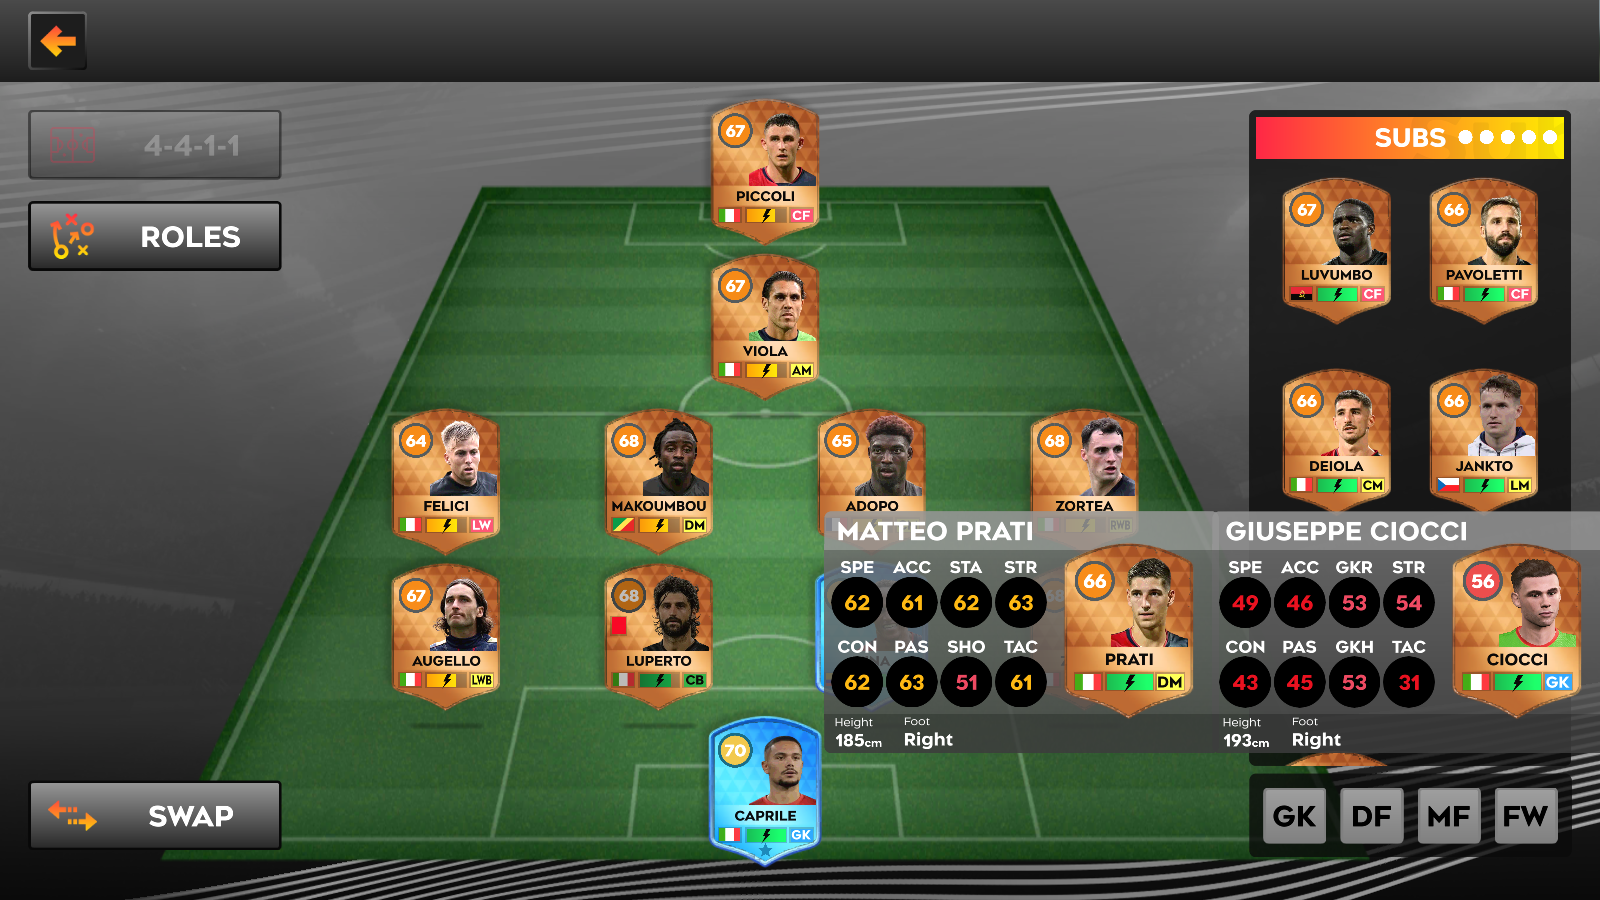 4-4-1-1
ROLES
SWAP
67
PICCOLI
CF
67
VIOLA
AM
64
FELICI
LW
68
MAKOUMBOU
DM
65
ADOPO
68
ZORTEA
RWB
67
AUGELLO
LWB
68
LUPERTO
CB
70
CAPRILE
GK
SUBS
67
LUVUMBO
CF
66
PAVOLETTI
CF
66
DEIOLA
CM
66
JANKTO
LM
MATTEO PRATI
SPE ACC STA STR
62 61 62 63
CON PAS SHO TAC
62 63 51 61
Height Foot
185cm Right
66
PRATI
DM
GIUSEPPE CIOCCI
SPE ACC GKR STR
49 46 53 54
CON PAS GKH TAC
43 45 53 31
Height Foot
193cm Right
56
CIOCCI
GK
GK DF MF FW